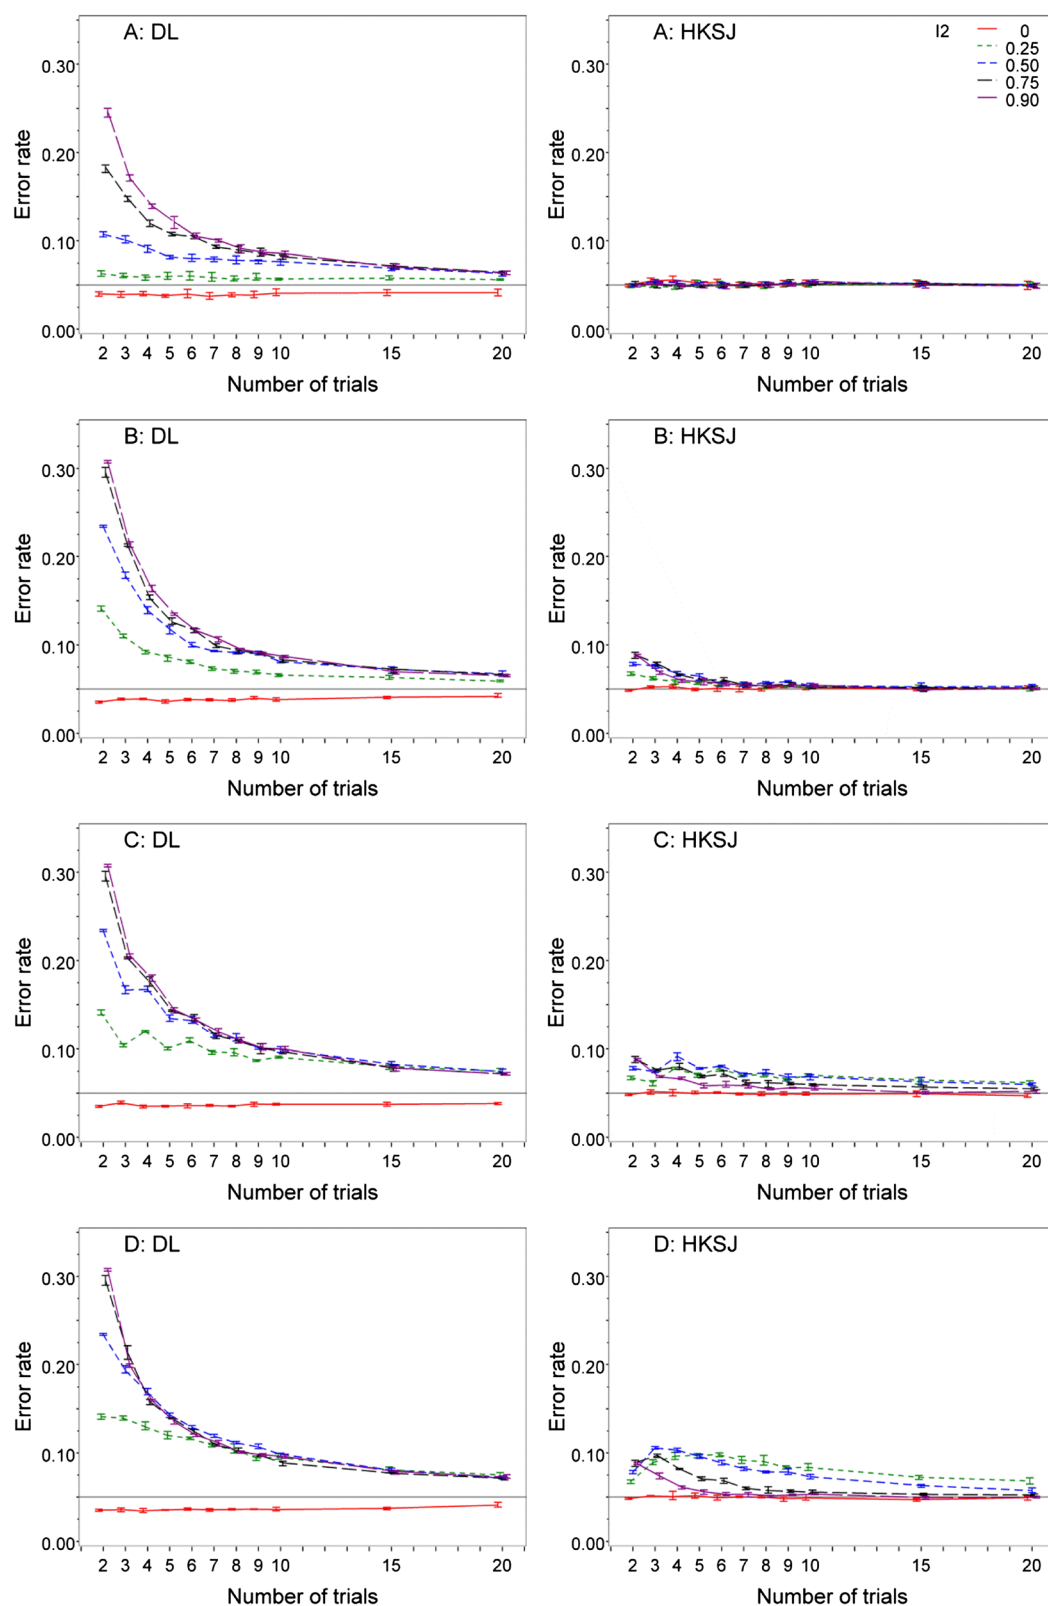 A: DL
0.30
0.20
0.10
0.00
Error rate
2 3 4 5 6 7 8 9 10 15 20
Number of trials
A: HKSJ
I2
0
0.25
0.50
0.75
0.90
0.30
0.20
0.10
0.00
Error rate
2 3 4 5 6 7 8 9 10 15 20
Number of trials
B: DL
0.30
0.20
0.10
0.00
Error rate
2 3 4 5 6 7 8 9 10 15 20
Number of trials
B: HKSJ
0.30
0.20
0.10
0.00
Error rate
2 3 4 5 6 7 8 9 10 15 20
Number of trials
C: DL
0.30
0.20
0.10
0.00
Error rate
2 3 4 5 6 7 8 9 10 15 20
Number of trials
C: HKSJ
0.30
0.20
0.10
0.00
Error rate
2 3 4 5 6 7 8 9 10 15 20
Number of trials
D: DL
0.30
0.20
0.10
0.00
Error rate
2 3 4 5 6 7 8 9 10 15 20
Number of trials
D: HKSJ
0.30
0.20
0.10
0.00
Error rate
2 3 4 5 6 7 8 9 10 15 20
Number of trials